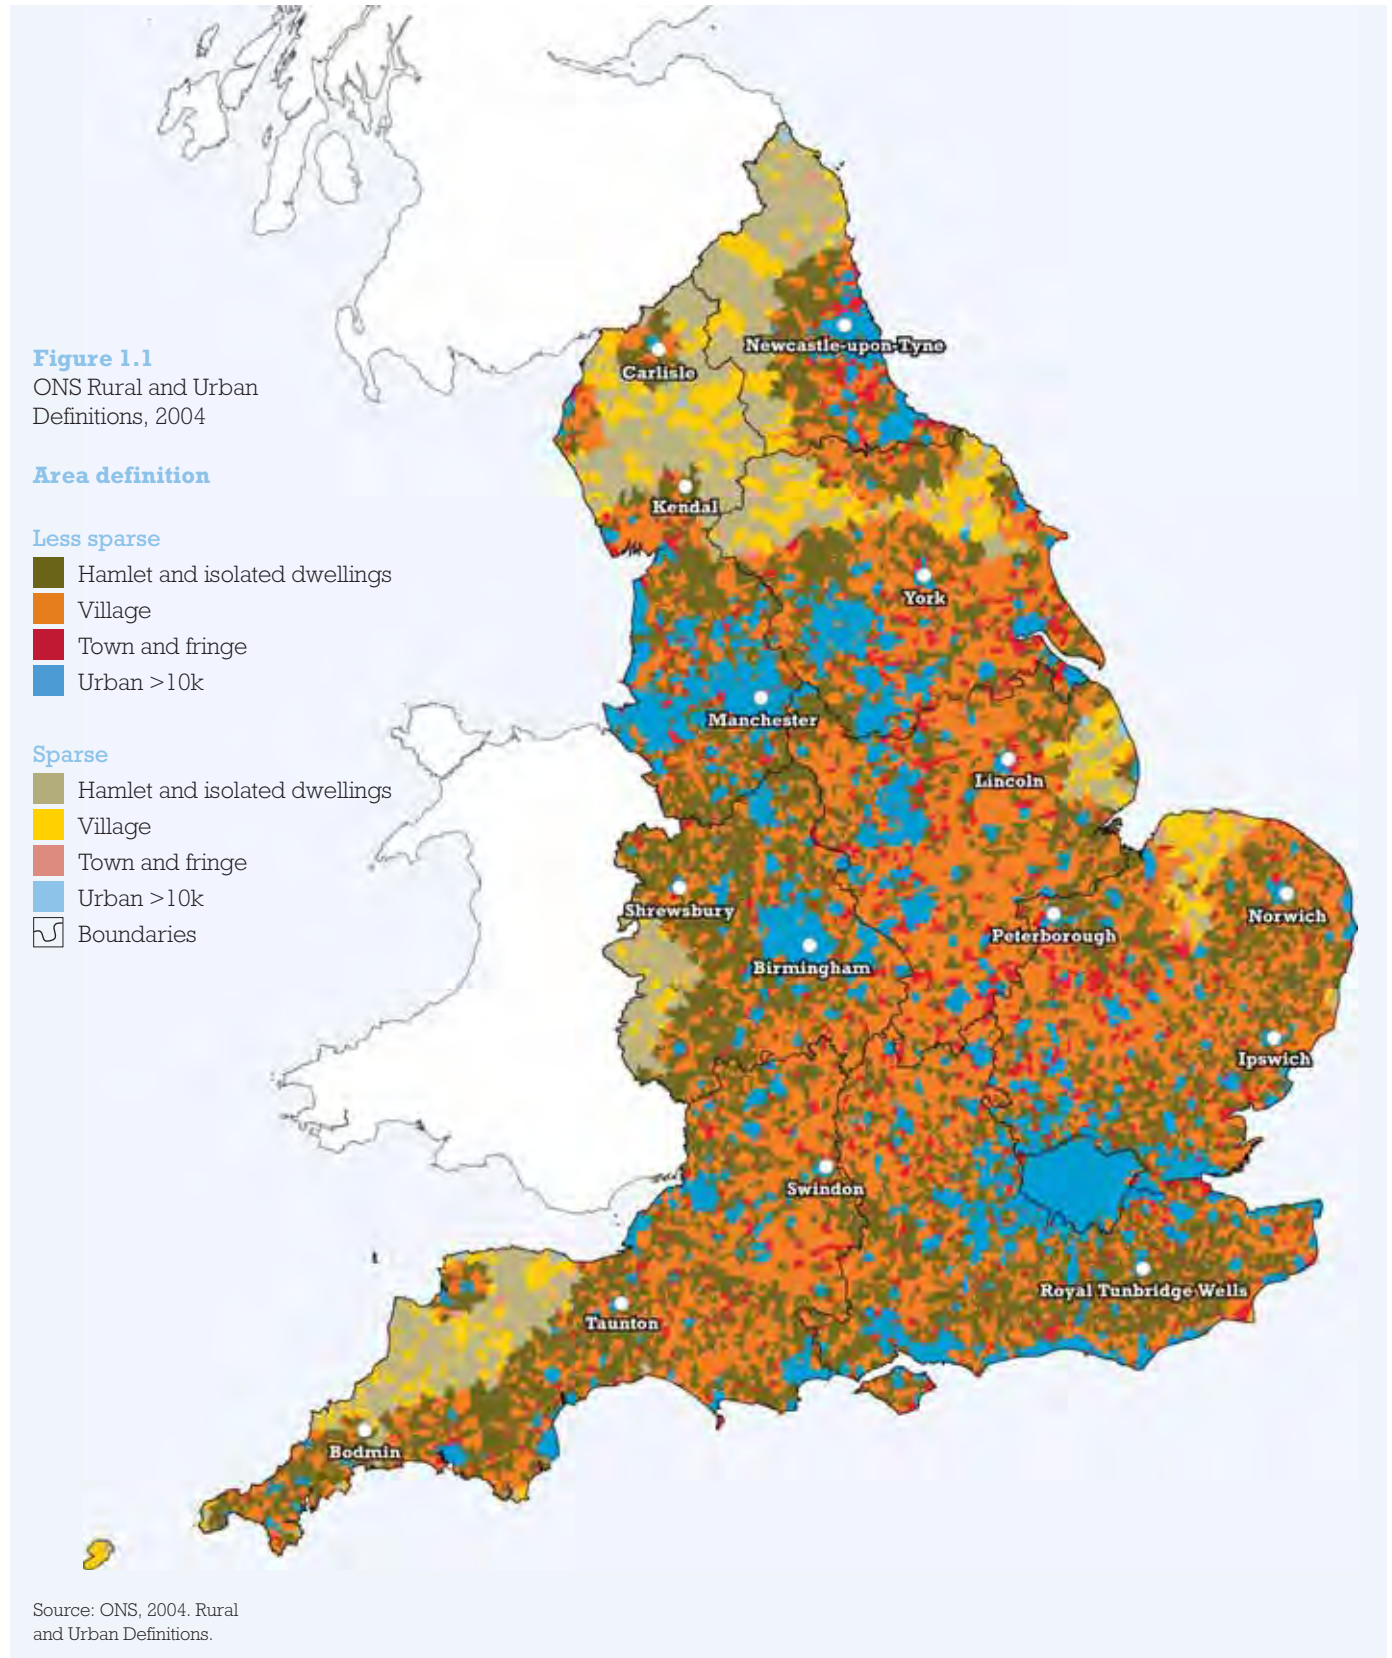 Figure 1.1
ONS Rural and Urban
Definitions, 2004
Area definition
Less sparse
Hamlet and isolated dwellings
Village
Town and fringe
Urban >10k
Sparse
Hamlet and isolated dwellings
Village
Town and fringe
Urban >10k
Boundaries
Newcastle-upon-Tyne
Carlisle
Kendal
York
Manchester
Lincoln
Shrewsbury
Norwich
Peterborough
Birmingham
Ipswich
Swindon
Royal Tunbridge Wells
Taunton
Bodmin
Source: ONS, 2004. Rural
and Urban Definitions.